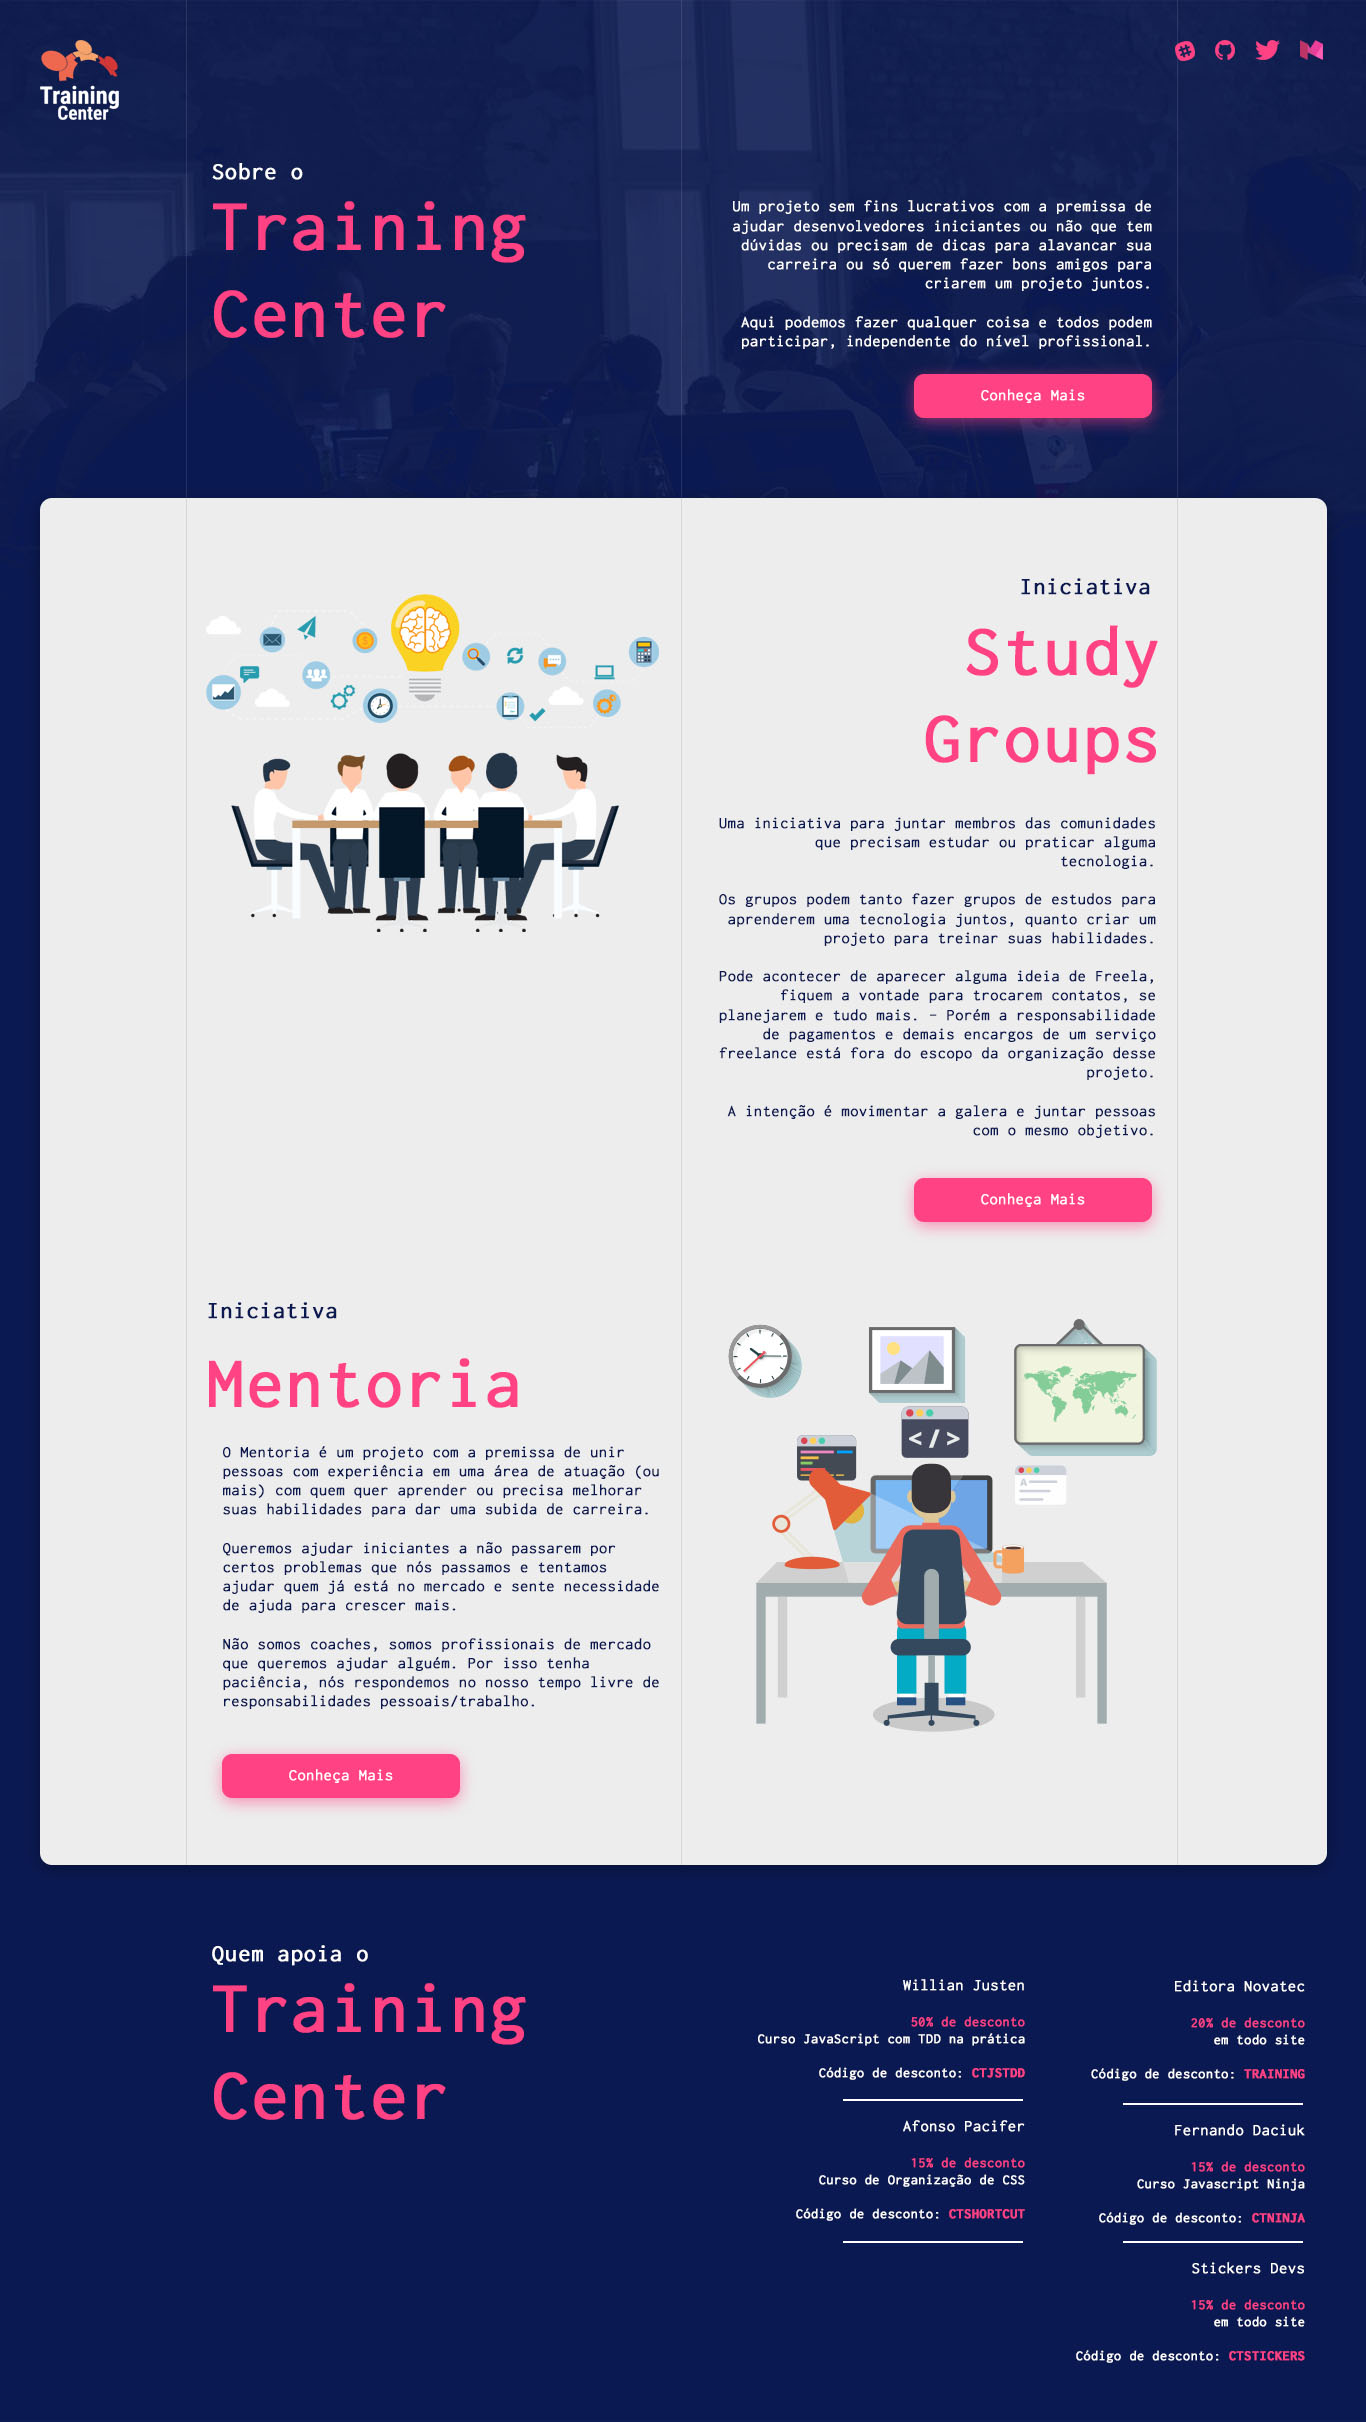 Training
Center
Sobre o
Training
Center
Um projeto sem fins lucrativos com a premissa de
ajudar desenvolvedores iniciantes ou não que tem
dúvidas ou precisam de dicas para alavancar sua
carreira ou só querem fazer bons amigos para
criarem um projeto juntos.
Aqui podemos fazer qualquer coisa e todos podem
participar, independente do nível profissional.
Conheça Mais
Iniciativa
Study
Groups
Uma iniciativa para juntar membros das comunidades
que precisam estudar ou praticar alguma
tecnologia.
Os grupos podem tanto fazer grupos de estudos para
aprenderem uma tecnologia juntos, quanto criar um
projeto para treinar suas habilidades.
Pode acontecer de aparecer alguma ideia de Freela,
fiquem a vontade para trocarem contatos, se
planejarem e tudo mais. – Porém a responsabilidade
de pagamentos e demais encargos de um serviço
freelance está fora do escopo da organização desse
projeto.
A intenção é movimentar a galera e juntar pessoas
com o mesmo objetivo.
Conheça Mais
Iniciativa
Mentoria
O Mentoria é um projeto com a premissa de unir
pessoas com experiência em uma área de atuação (ou
mais) com quem quer aprender ou precisa melhorar
suas habilidades para dar uma subida de carreira.
Queremos ajudar iniciantes a não passarem por
certos problemas que nós passamos e tentamos
ajudar quem já está no mercado e sente necessidade
de ajuda para crescer mais.
Não somos coaches, somos profissionais de mercado
que queremos ajudar alguém. Por isso tenha
paciência, nós respondemos no nosso tempo livre de
responsabilidades pessoais/trabalho.
Conheça Mais
</>
A
Quem apoia o
Training
Center
Willian Justen
50% de desconto
Curso JavaScript com TDD na prática
Código de desconto: CTJSTDD
Afonso Pacifer
15% de desconto
Curso de Organização de CSS
Código de desconto: CTSHORTCUT
Editora Novatec
20% de desconto
em todo site
Código de desconto: TRAINING
Fernando Daciuk
15% de desconto
Curso Javascript Ninja
Código de desconto: CTNINJA
Stickers Devs
15% de desconto
em todo site
Código de desconto: CTSTICKERS